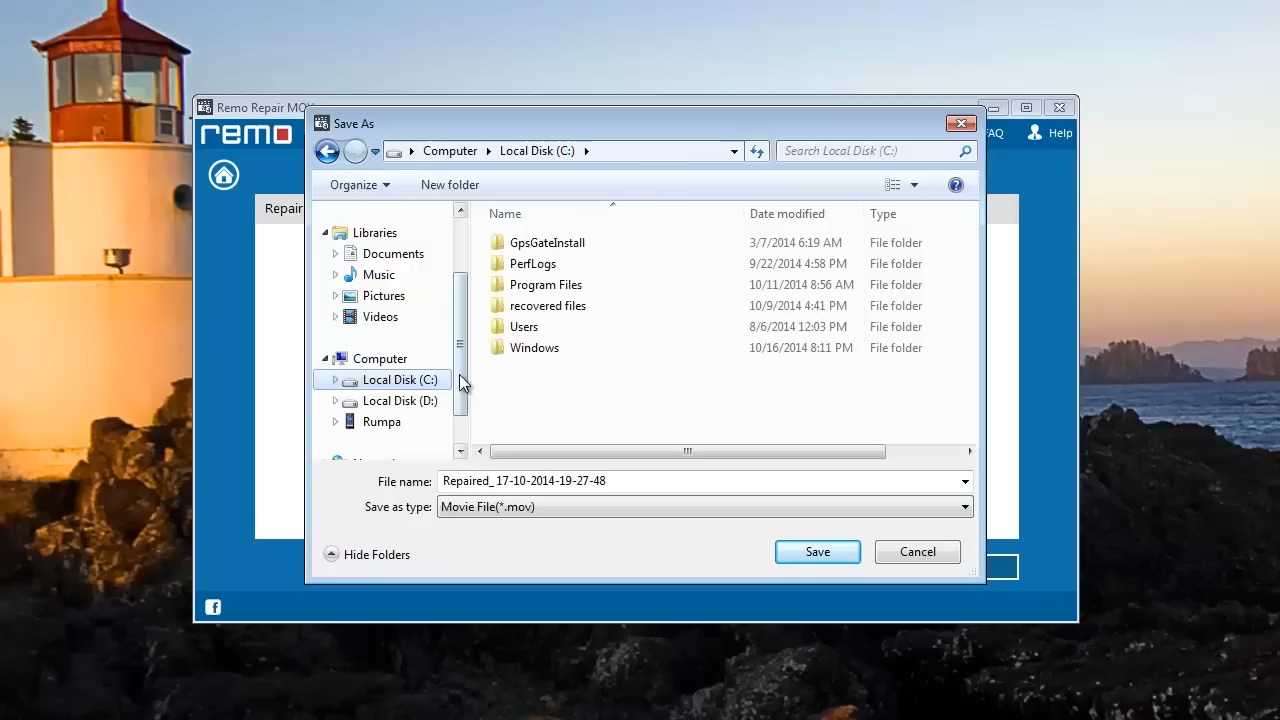 Remo Repair MOV
Save As
remo
FAQ
Help
Computer
Local Disk (C:)
Search Local Disk (C:)
Organize
New folder
Repair
Name
Date modified
Type
Libraries
Documents
Music
Pictures
Videos
Computer
Local Disk (C:)
Local Disk (D:)
Rumpa
GpsGateInstall 3/7/2014 6:19 AM File folder
PerfLogs 9/22/2014 4:58 PM File folder
Program Files 10/11/2014 8:56 AM File folder
recovered files 10/9/2014 4:41 PM File folder
Users 8/6/2014 12:03 PM File folder
Windows 10/16/2014 8:11 PM File folder
File name: Repaired_ 17-10-2014-19-27-48
Save as type: Movie File(*.mov)
Hide Folders
Save
Cancel
f